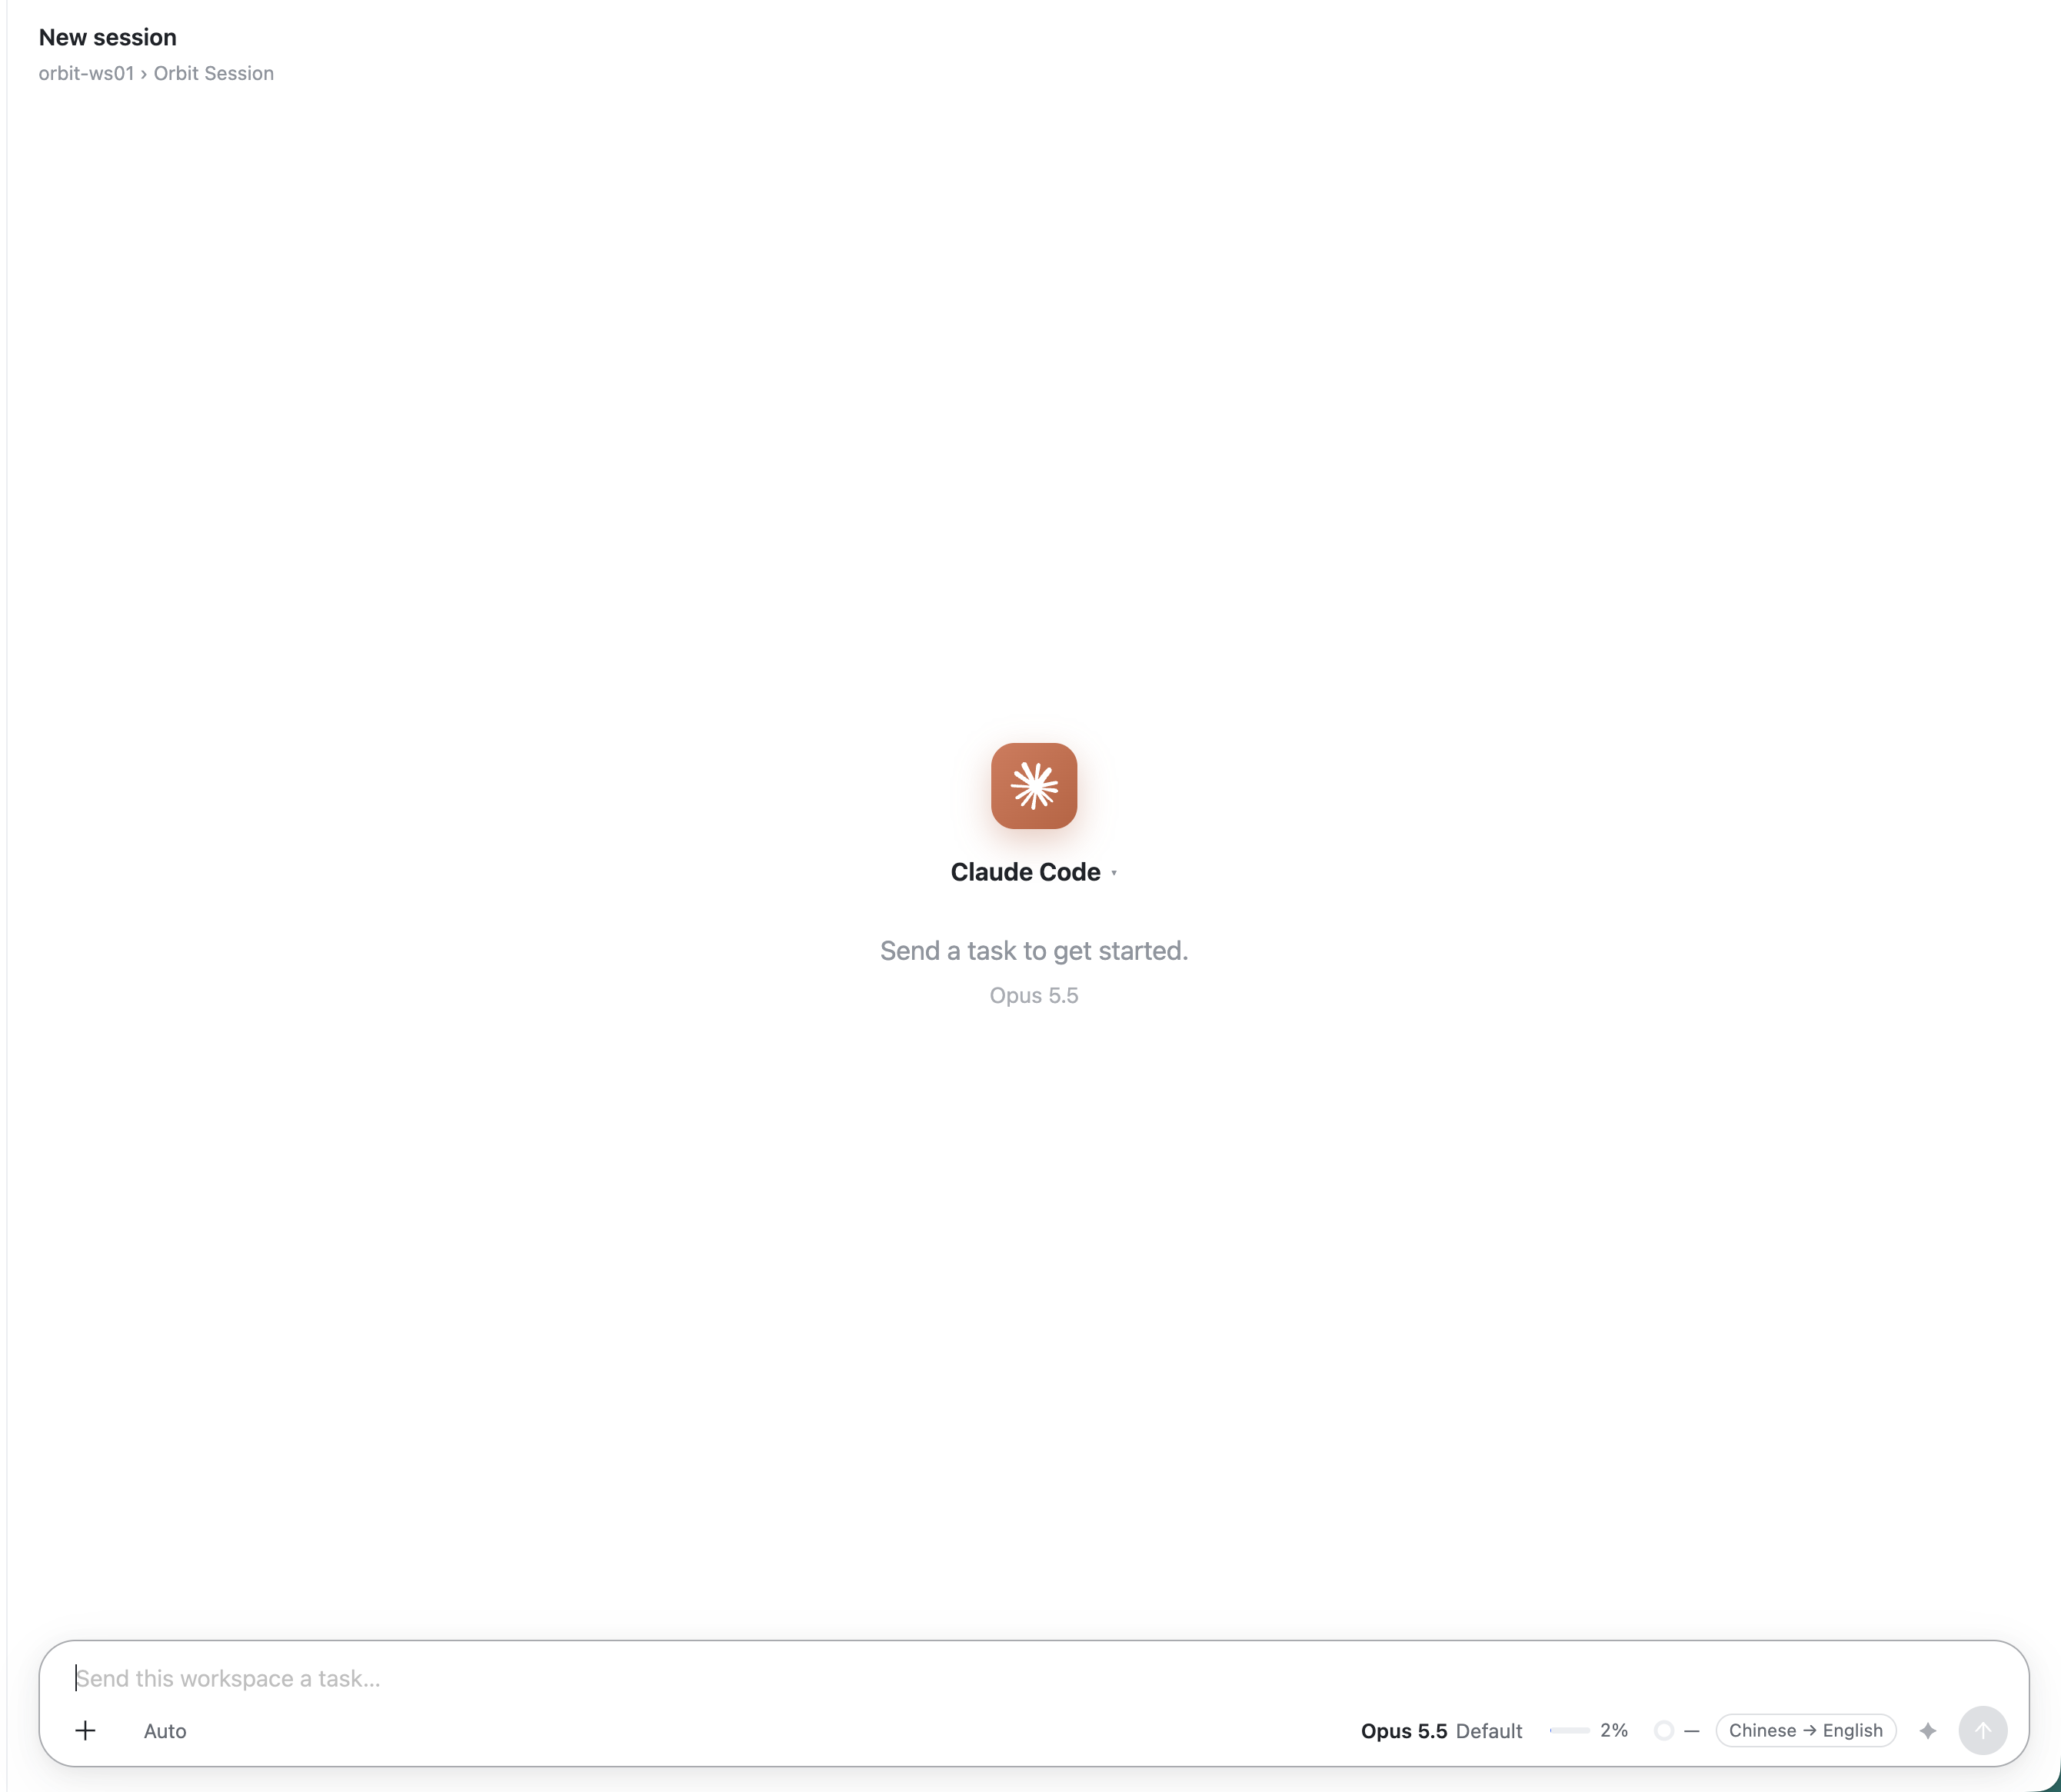 New session
orbit-ws01 › Orbit Session
Claude Code
Send a task to get started.
Opus 5.5
Send this workspace a task...
Auto
Opus 5.5 Default
2%
—
Chinese → English